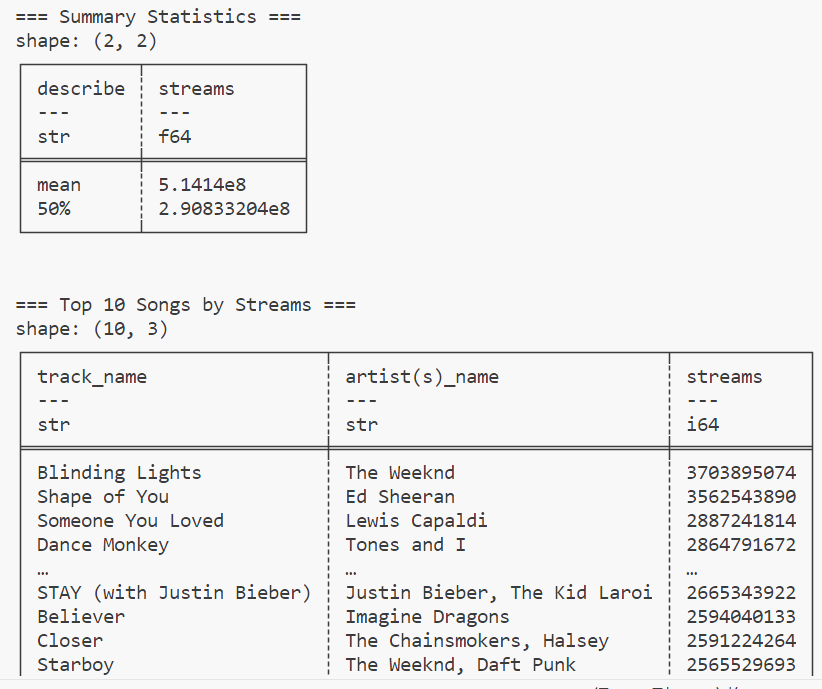 === Summary Statistics ===
shape: (2, 2)
describe streams
--- ---
str f64
mean 5.1414e8
50% 2.90833204e8
=== Top 10 Songs by Streams ===
shape: (10, 3)
track_name artist(s)_name streams
--- --- ---
str str i64
Blinding Lights The Weeknd 3703895074
Shape of You Ed Sheeran 3562543890
Someone You Loved Lewis Capaldi 2887241814
Dance Monkey Tones and I 2864791672
… … …
STAY (with Justin Bieber) Justin Bieber, The Kid Laroi 2665343922
Believer Imagine Dragons 2594040133
Closer The Chainsmokers, Halsey 2591224264
Starboy The Weeknd, Daft Punk 2565529693